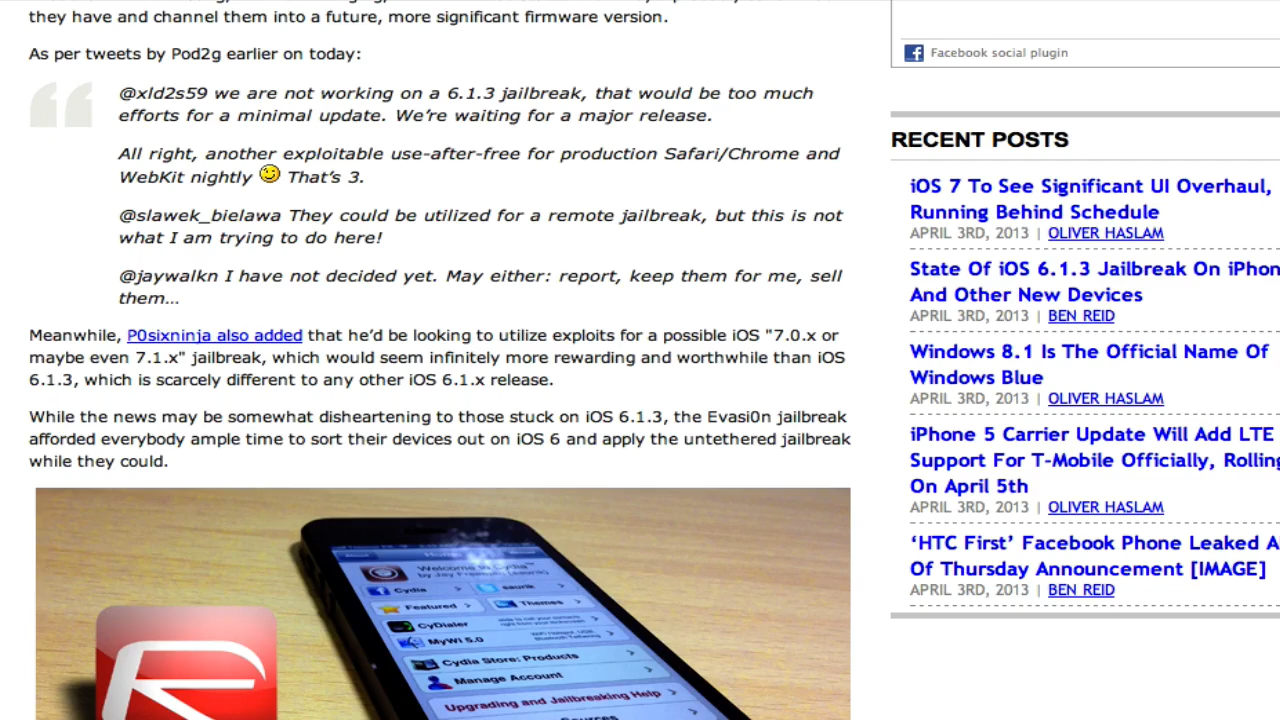 they have and channel them into a future, more significant firmware version.
As per tweets by Pod2g earlier on today:
@xld2s59 we are not working on a 6.1.3 jailbreak, that would be too much
efforts for a minimal update. We’re waiting for a major release.
All right, another exploitable use-after-free for production Safari/Chrome and
WebKit nightly That’s 3.
@slawek_bielawa They could be utilized for a remote jailbreak, but this is not
what I am trying to do here!
@jaywalkn I have not decided yet. May either: report, keep them for me, sell
them…
Meanwhile, P0sixninja also added that he’d be looking to utilize exploits for a possible iOS "7.0.x or
maybe even 7.1.x" jailbreak, which would seem infinitely more rewarding and worthwhile than iOS
6.1.3, which is scarcely different to any other iOS 6.1.x release.
While the news may be somewhat disheartening to those stuck on iOS 6.1.3, the Evasi0n jailbreak
afforded everybody ample time to sort their devices out on iOS 6 and apply the untethered jailbreak
while they could.
Welcome to Cydia™
by Jay Freeman (saurik)
Cydia
saurik
Featured
Themes
CyDialer
MyWi 5.0
Cydia Store: Products
Manage Account
Upgrading and Jailbreaking Help
Sources
Facebook social plugin
RECENT POSTS
iOS 7 To See Significant UI Overhaul,
Running Behind Schedule
APRIL 3RD, 2013 | OLIVER HASLAM
State Of iOS 6.1.3 Jailbreak On iPhon
And Other New Devices
APRIL 3RD, 2013 | BEN REID
Windows 8.1 Is The Official Name Of
Windows Blue
APRIL 3RD, 2013 | OLIVER HASLAM
iPhone 5 Carrier Update Will Add LTE
Support For T-Mobile Officially, Rolling
On April 5th
APRIL 3RD, 2013 | OLIVER HASLAM
‘HTC First’ Facebook Phone Leaked A
Of Thursday Announcement [IMAGE]
APRIL 3RD, 2013 | BEN REID